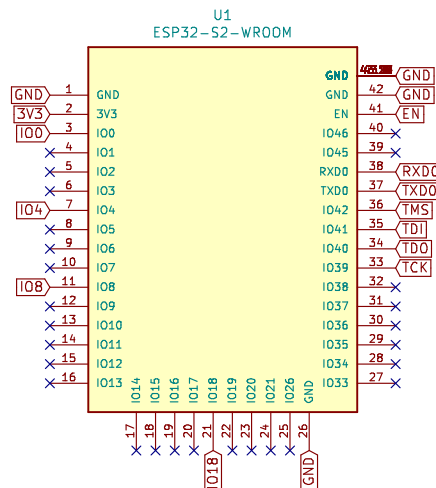 U1
ESP32-S2-WROOM
GND
GND
42 GND GND
GND 1 GND
41 EN EN
3V3 2 3V3
40 IO46
IO0 3 IO0
39 IO45
4 IO1
38 RXD0 RXD0
5 IO2
37 TXD0 TXD0
6 IO3
36 IO42 TMS
IO4 7 IO4
35 IO41 TDI
8 IO5
34 IO40 TDO
9 IO6
33 IO39 TCK
10 IO7
32 IO38
IO8 11 IO8
31 IO37
12 IO9
30 IO36
13 IO10
29 IO35
14 IO11
28 IO34
15 IO12
27 IO33
16 IO13
IO14 IO15 IO16 IO17 IO18 IO19 IO20 IO21 IO26 GND
17 18 19 20 21 22 23 24 25 26
IO18 GND